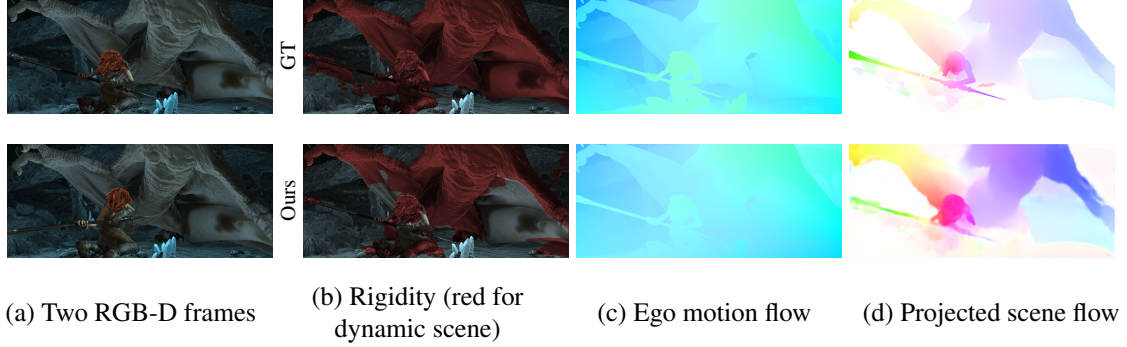 GT
Ours
(a) Two RGB-D frames
(b) Rigidity (red for
dynamic scene)
(c) Ego motion flow
(d) Projected scene flow